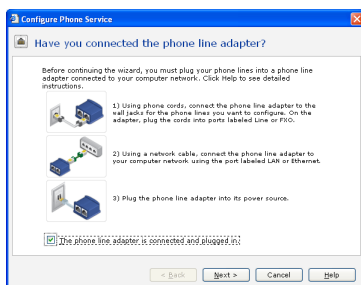 Configure Phone Service
Have you connected the phone line adapter?
Before continuing the wizard, you must plug your phone lines into a phone line
adapter connected to your computer network. Click Help to see detailed
instructions.
1) Using phone cords, connect the phone line adapter to the
wall jacks for the phone lines you want to configure. On the
adapter, plug the cords into ports labeled Line or FXO.
2) Using a network cable, connect the phone line adapter to
your computer network using the port labeled LAN or Ethernet.
3) Plug the phone line adapter into its power source.
The phone line adapter is connected and plugged in.
< Back
Next >
Cancel
Help